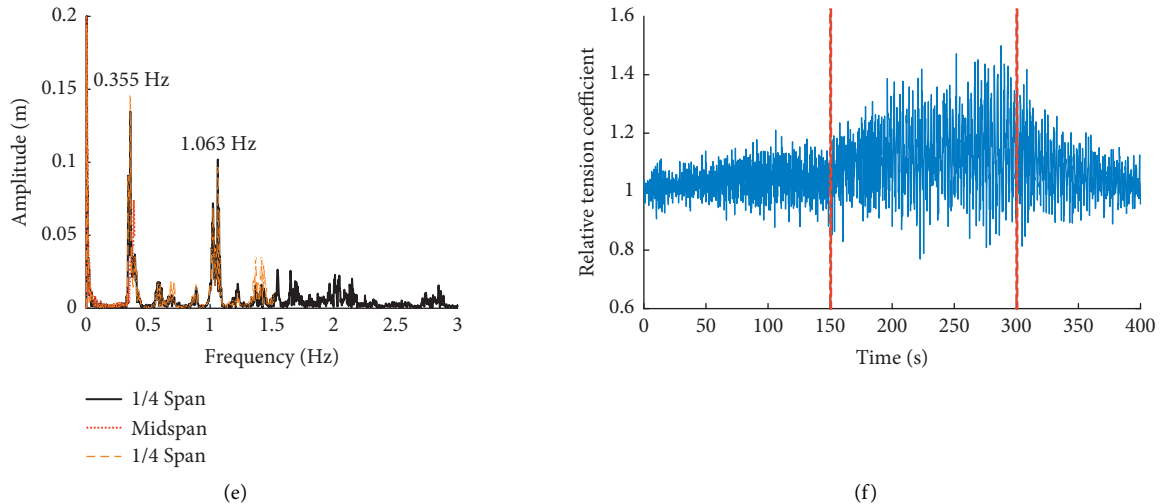 0.2
0.15
0.1
0.05
0
Amplitude (m)
0.355 Hz
1.063 Hz
0 0.5 1 1.5 2 2.5 3
Frequency (Hz)
1/4 Span
Midspan
1/4 Span
(e)
1.6
1.4
1.2
1
0.8
0.6
Relative tension coefficient
0 50 100 150 200 250 300 350 400
Time (s)
(f)